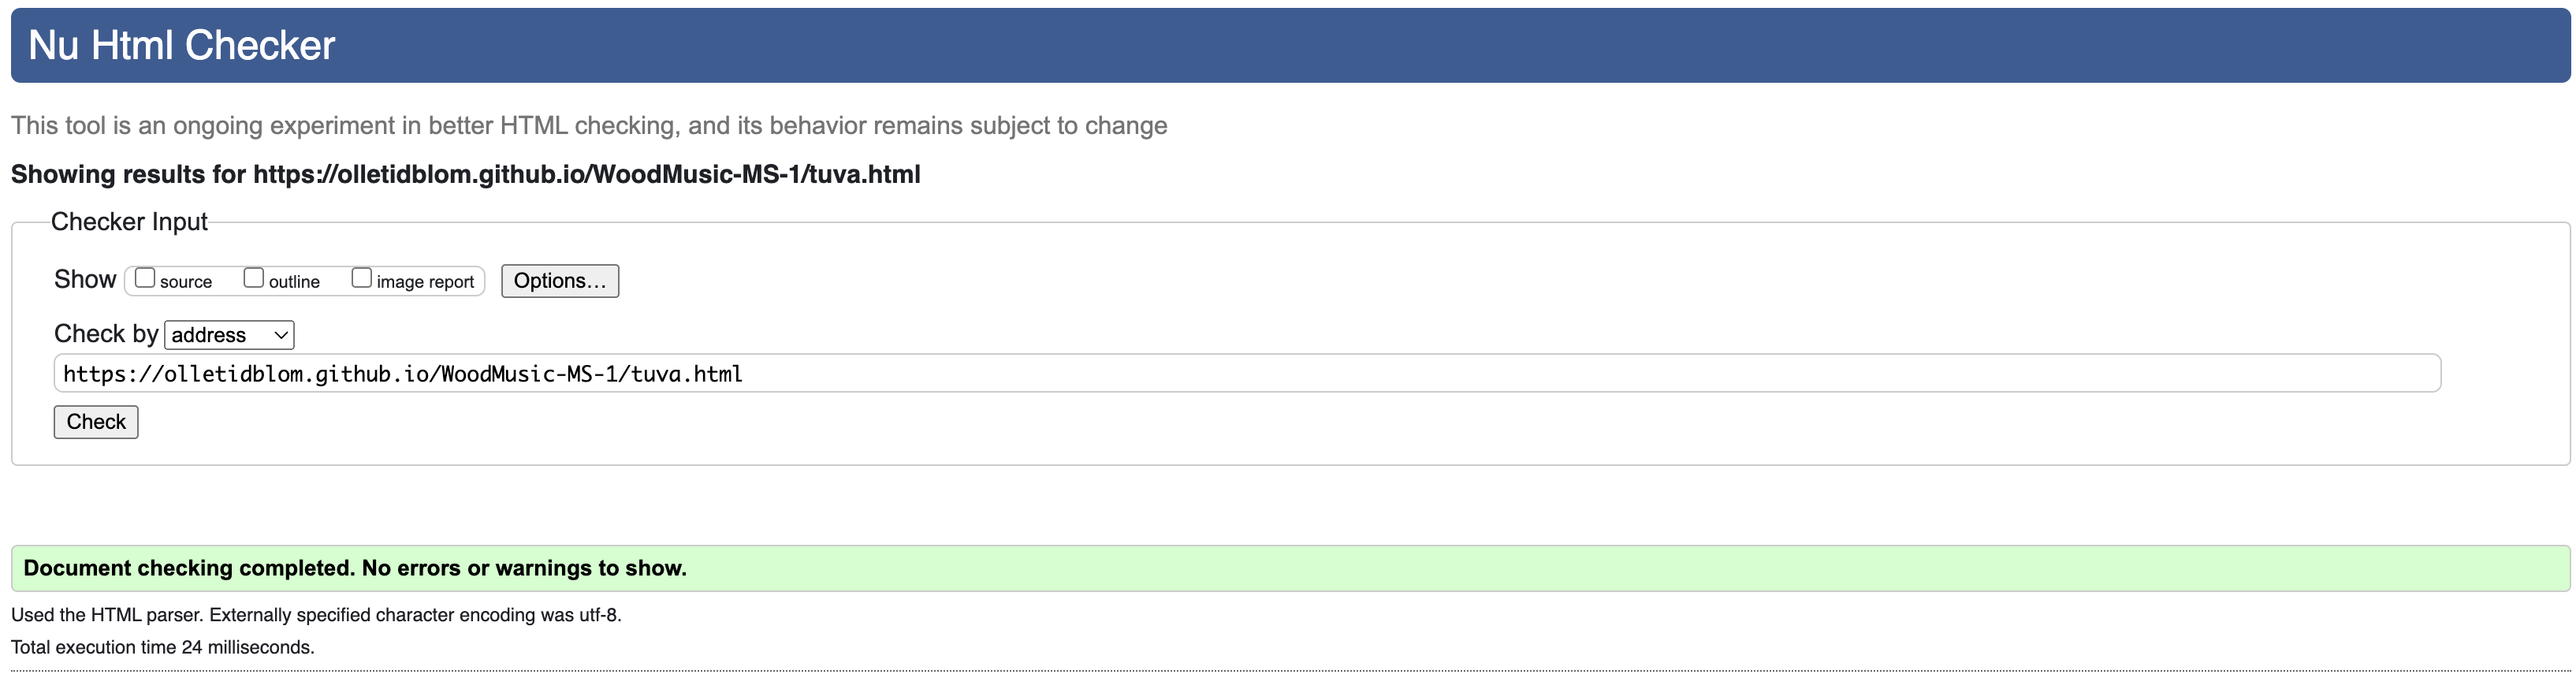 Nu Html Checker
This tool is an ongoing experiment in better HTML checking, and its behavior remains subject to change
Showing results for https://olletidblom.github.io/WoodMusic-MS-1/tuva.html
Checker Input
Show source outline image report Options...
Check by address
https://olletidblom.github.io/WoodMusic-MS-1/tuva.html
Check
Document checking completed. No errors or warnings to show.
Used the HTML parser. Externally specified character encoding was utf-8.
Total execution time 24 milliseconds.